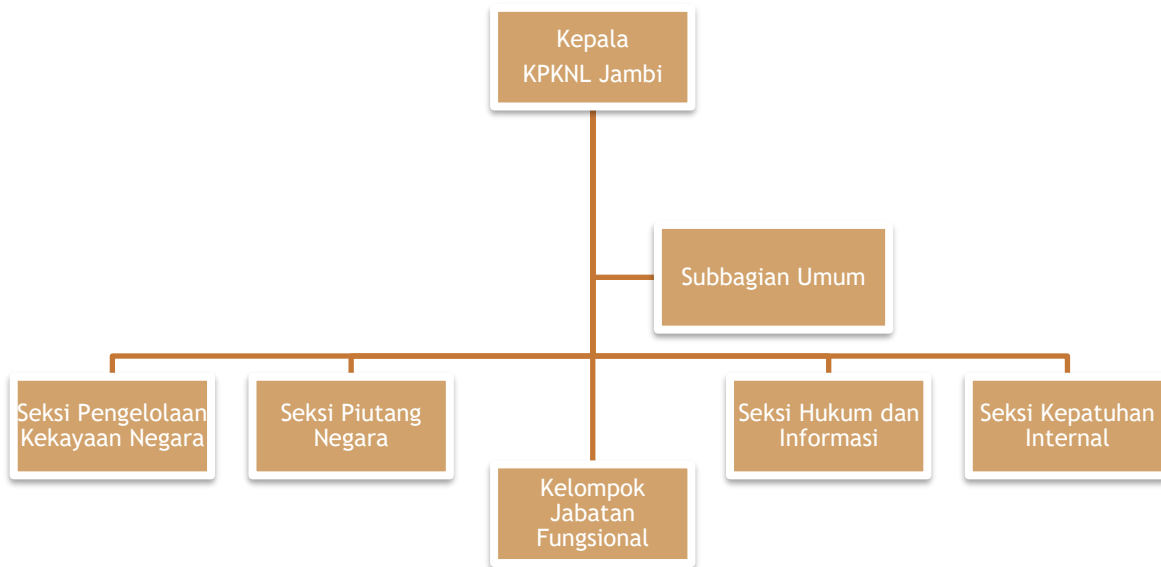 Kepala
KPKNL Jambi
Subbagian Umum
Seksi Pengelolaan
Kekayaan Negara
Seksi Piutang
Negara
Kelompok
Jabatan
Fungsional
Seksi Hukum dan
Informasi
Seksi Kepatuhan
Internal